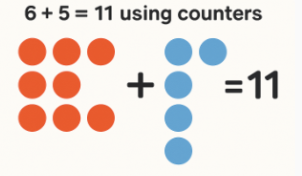 6 + 5 = 11 using counters
+ =11